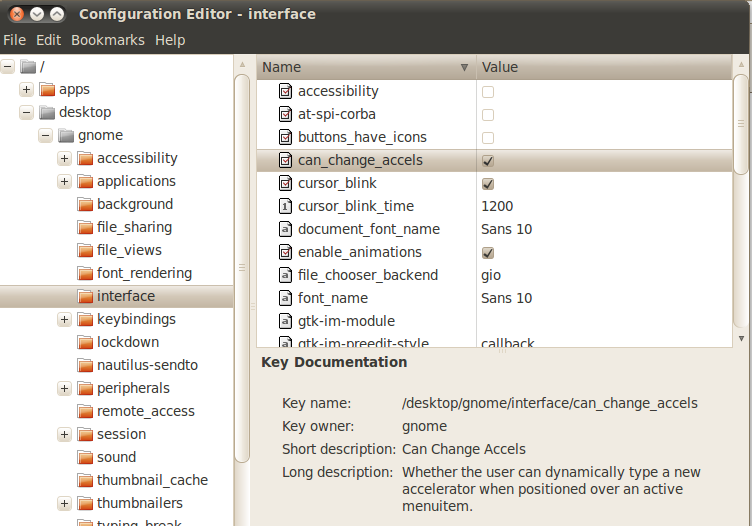 Configuration Editor - interface
File Edit Bookmarks Help
/
apps
desktop
gnome
accessibility
applications
background
file_sharing
file_views
font_rendering
interface
keybindings
lockdown
nautilus-sendto
peripherals
remote_access
session
sound
thumbnail_cache
thumbnailers
typing_break
Name Value
accessibility
at-spi-corba
buttons_have_icons
can_change_accels
cursor_blink
cursor_blink_time 1200
document_font_name Sans 10
enable_animations
file_chooser_backend gio
font_name Sans 10
gtk-im-module
gtk-im-preedit-style callback
Key Documentation
Key name: /desktop/gnome/interface/can_change_accels
Key owner: gnome
Short description: Can Change Accels
Long description: Whether the user can dynamically type a new
accelerator when positioned over an active
menuitem.